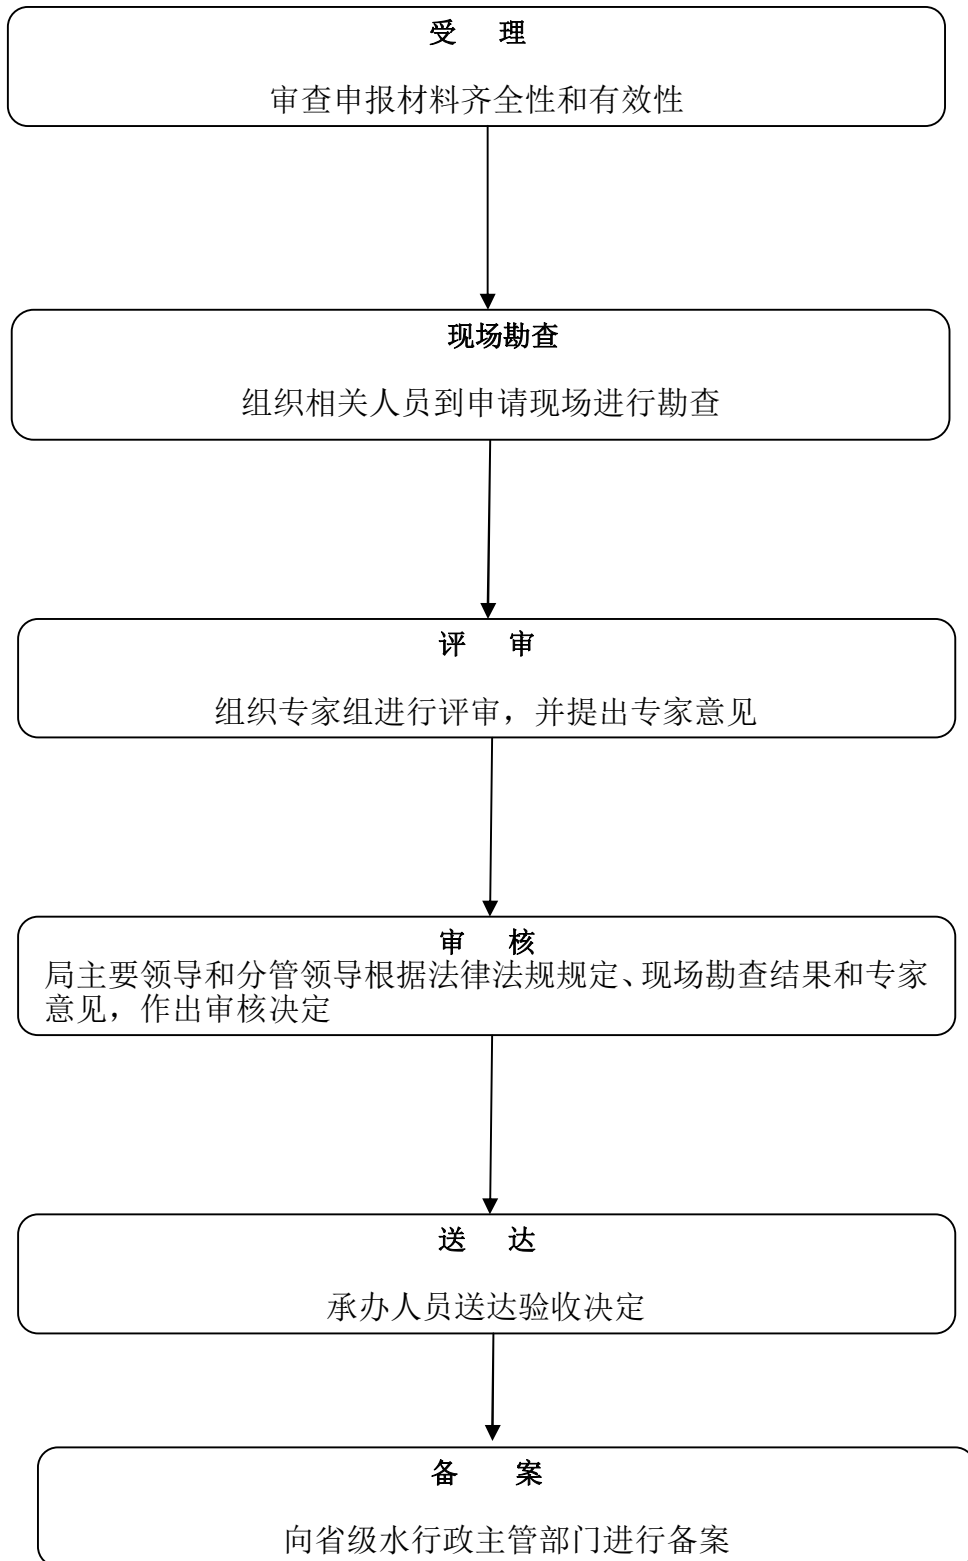 受 理
审查申报材料齐全性和有效性
现场勘查
组织相关人员到申请现场进行勘查
评 审
组织专家组进行评审，并提出专家意见
审 核
局主要领导和分管领导根据法律法规规定、现场勘查结果和专家
意见，作出审核决定
送 达
承办人员送达验收决定
备 案
向省级水行政主管部门进行备案